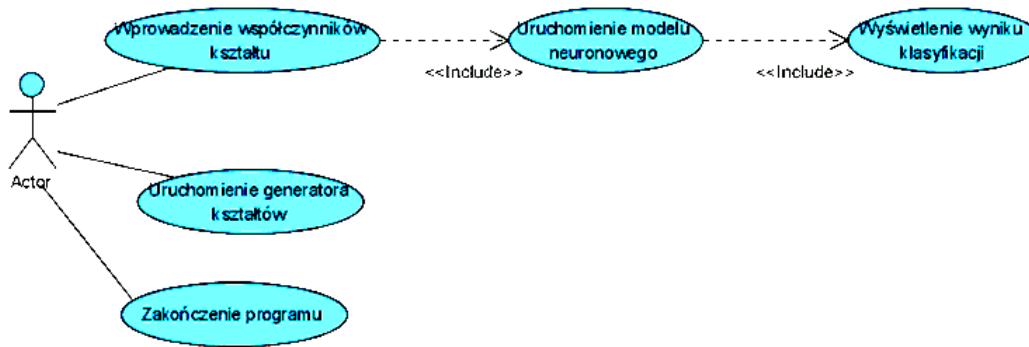 Wprowadzenie współczynników
kształtu
Uruchomienie modelu
neuronowego
Wyświetlenie wyniku
klasyfikacji
<<Include>>
<<Include>>
Actor
Uruchomienie generatora
kształtów
Zakończenie programu